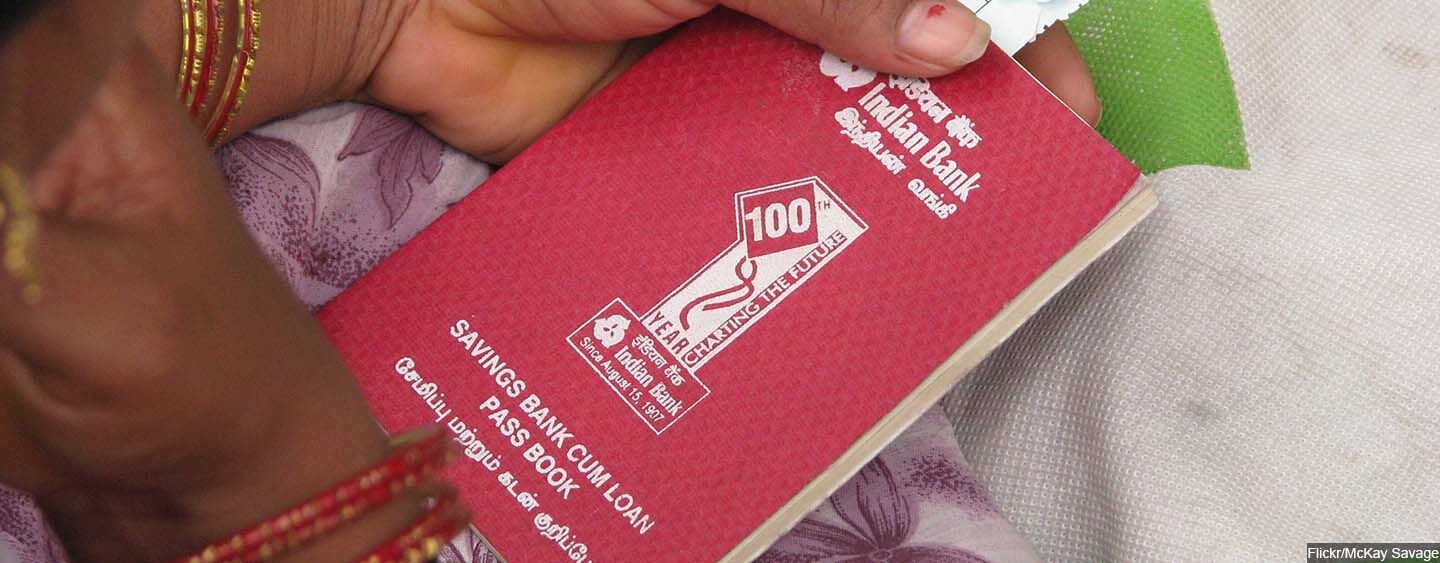 इंडियन बैंक
Indian Bank
இந்தியன் வங்கி
100TH
YEAR
CHARTING THE FUTURE
इंडियन बैंक
Indian Bank
Since August 15, 1907
SAVINGS BANK CUM LOAN
PASS BOOK
சேமிப்பு மற்றும் கடன்
Flickr/McKay Savage